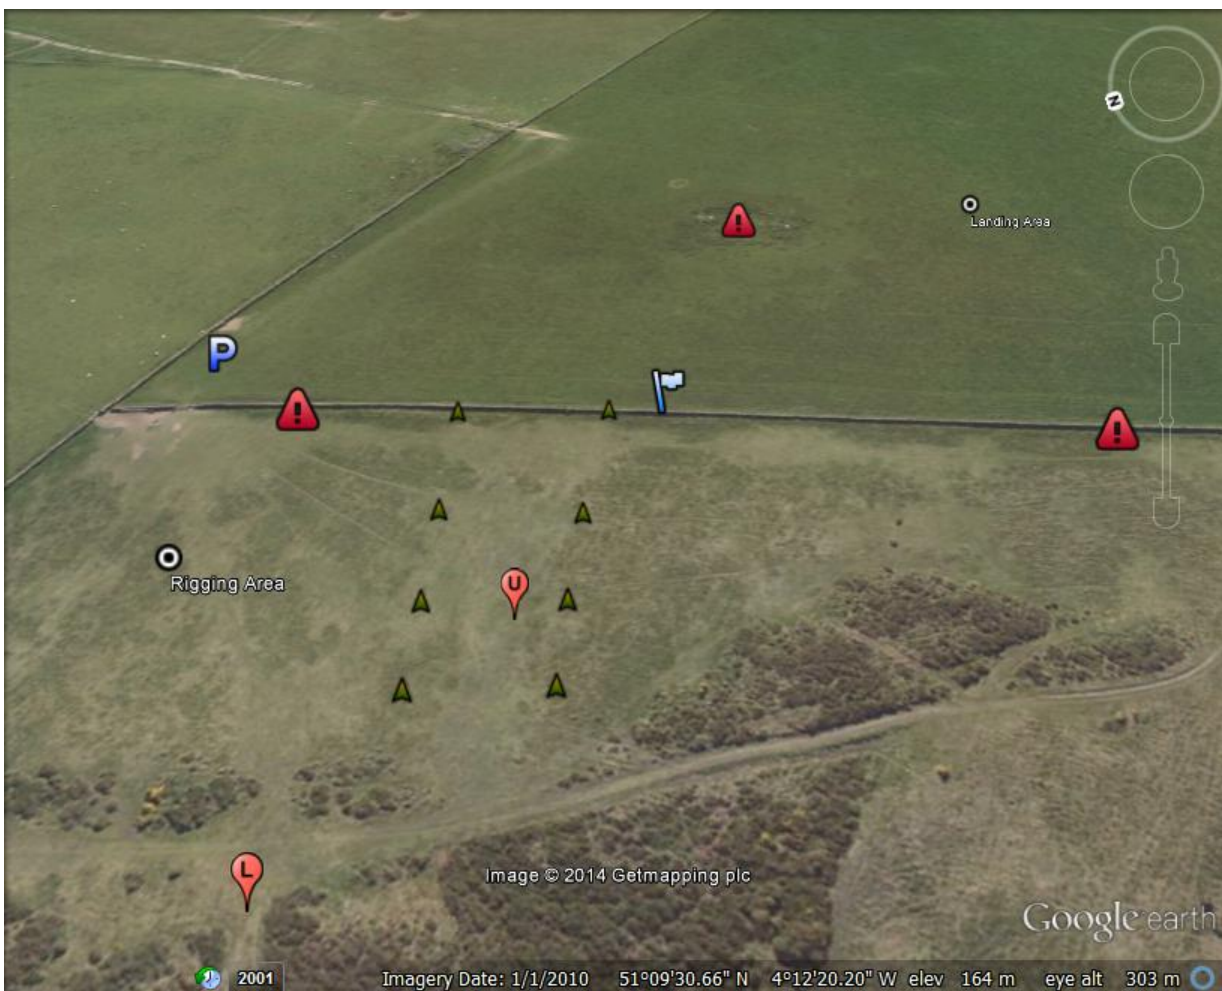 N
Landing Area
P
Rigging Area
U
L
Image © 2014 Getmapping plc
Google earth
2001
Imagery Date: 1/1/2010 51°09'30.66" N 4°12'20.20" W elev 164 m eye alt 303 m